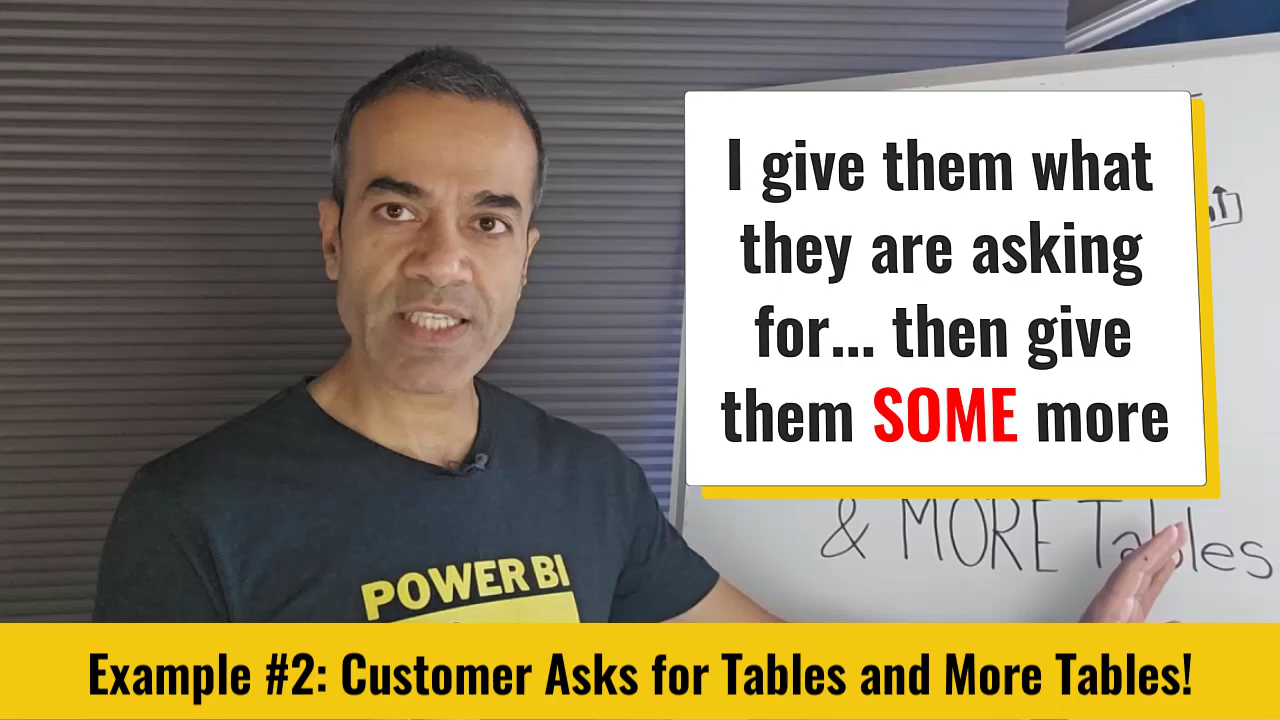 I give them what
they are asking
for... then give
them SOME more
& MORE Tables
POWER BI
Example #2: Customer Asks for Tables and More Tables!